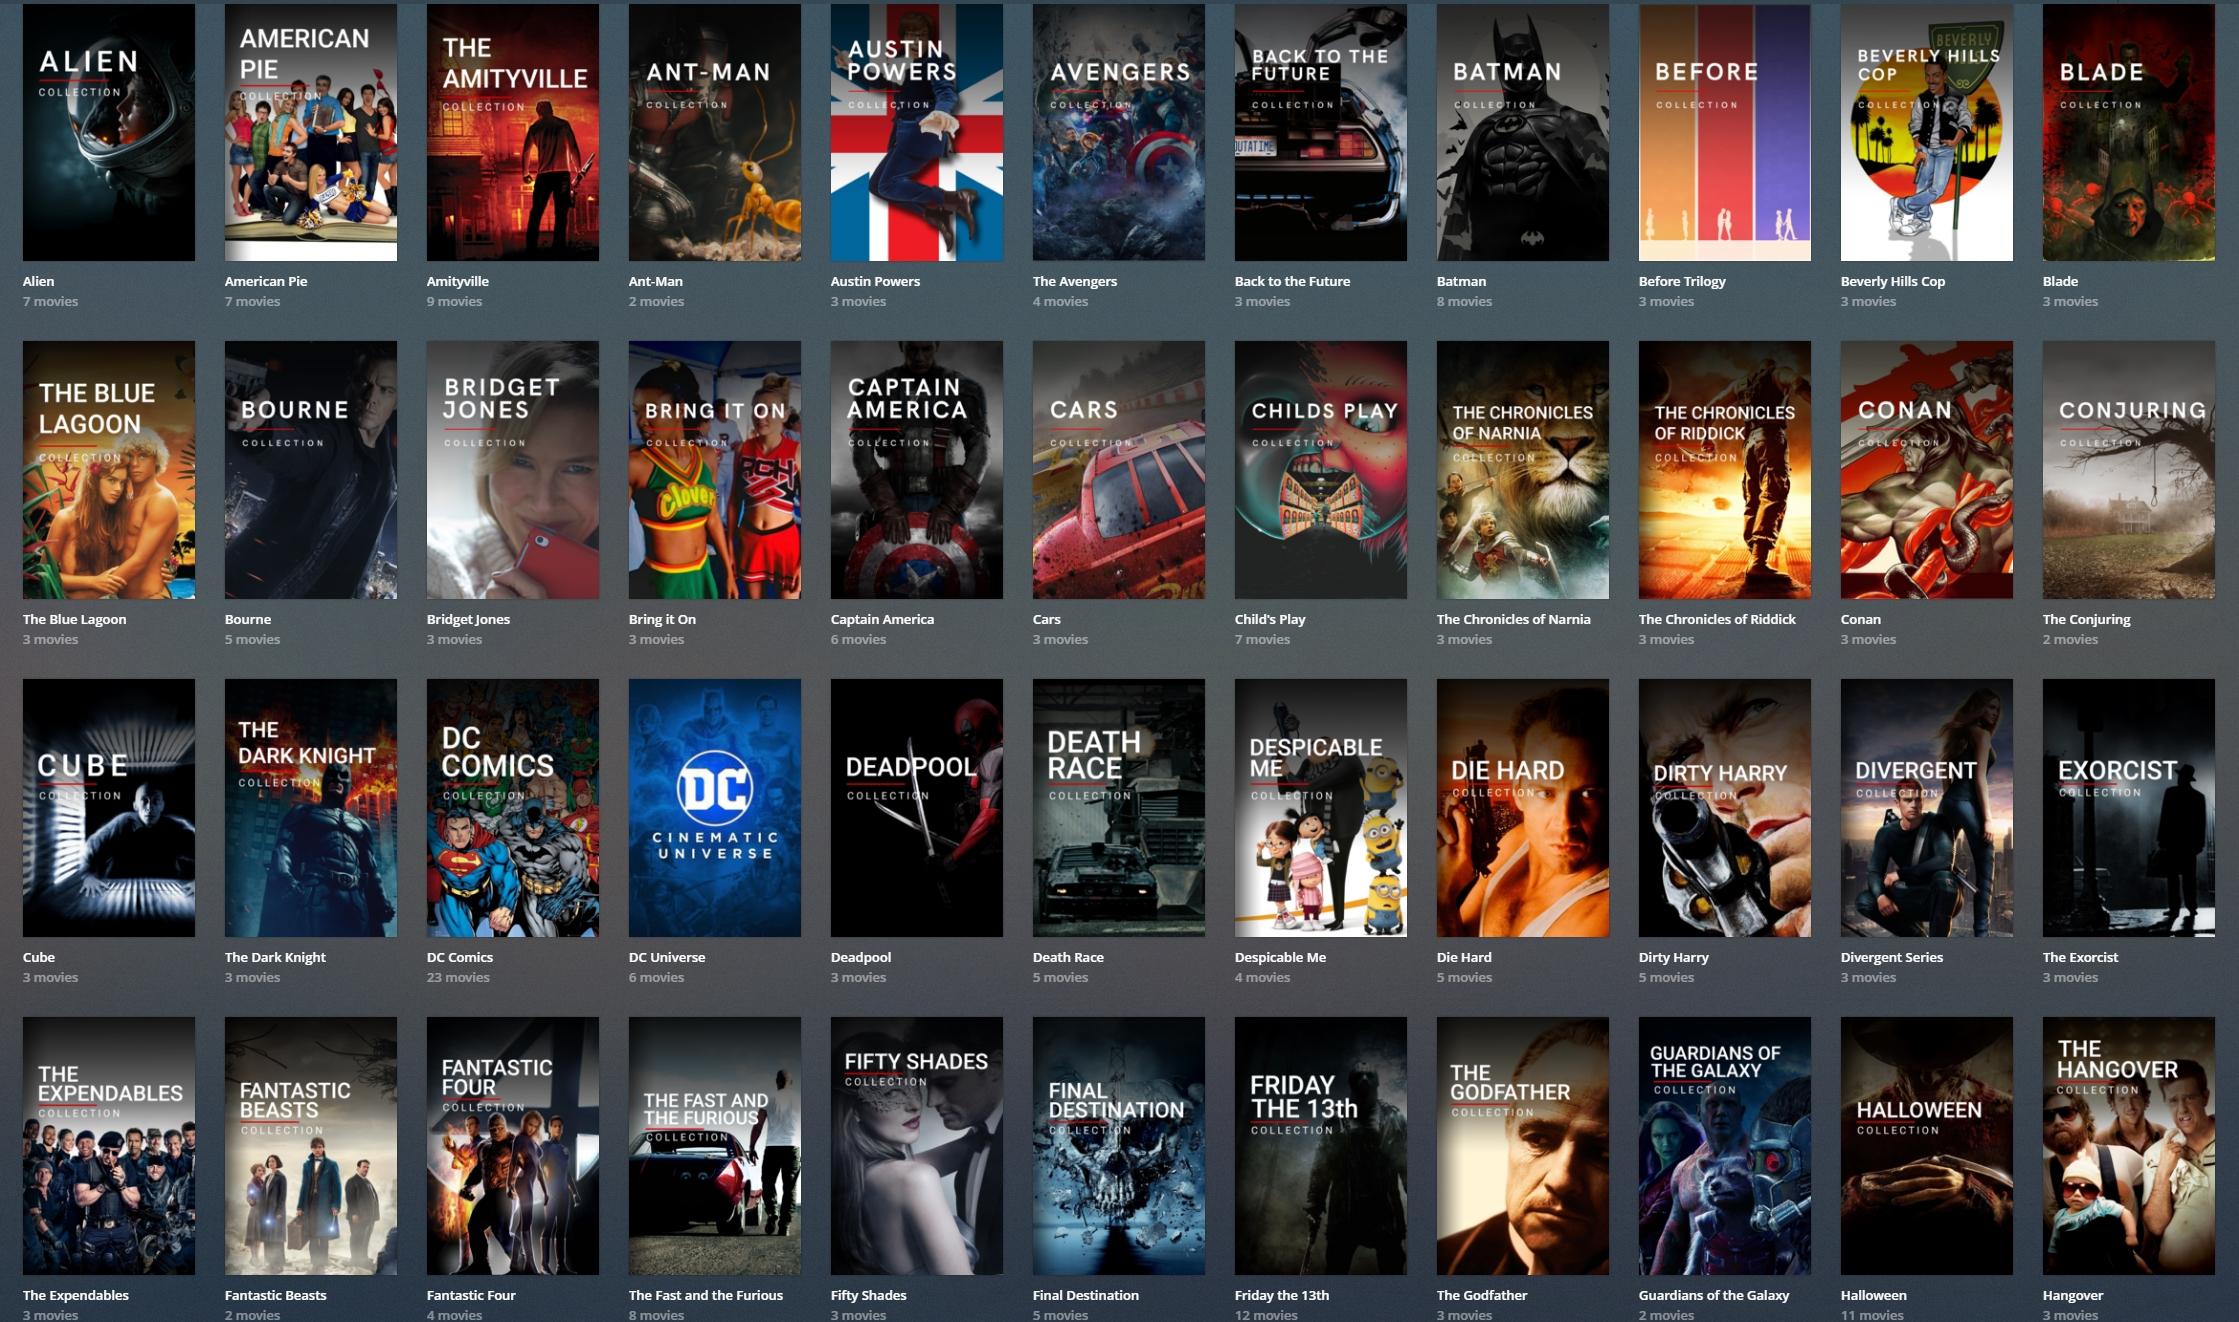 ALIEN
COLLECTION
Alien
7 movies
AMERICAN
PIE
COLLECTION
American Pie
7 movies
THE
AMITYVILLE
COLLECTION
Amityville
9 movies
ANT-MAN
COLLECTION
Ant-Man
2 movies
AUSTIN
POWERS
COLLECTION
Austin Powers
3 movies
AVENGERS
COLLECTION
The Avengers
4 movies
BACK TO THE
FUTURE
COLLECTION
OUTATIME
Back to the Future
3 movies
BATMAN
COLLECTION
Batman
8 movies
BEFORE
COLLECTION
Before Trilogy
3 movies
BEVERLY
BEVERLY HILLS
COP
COLLECTION
Beverly Hills Cop
3 movies
BLADE
COLLECTION
Blade
3 movies
THE BLUE
LAGOON
COLLECTION
The Blue Lagoon
3 movies
BOURNE
COLLECTION
Bourne
5 movies
BRIDGET
JONES
COLLECTION
Bridget Jones
3 movies
BRING IT ON
COLLECTION
Clover
RCH
Bring it On
3 movies
CAPTAIN
AMERICA
COLLECTION
Captain America
6 movies
CARS
COLLECTION
Cars
3 movies
CHILDS PLAY
COLLECTION
Child's Play
7 movies
THE CHRONICLES
OF NARNIA
COLLECTION
The Chronicles of Narnia
3 movies
THE CHRONICLES
OF RIDDICK
COLLECTION
The Chronicles of Riddick
3 movies
CONAN
COLLECTION
Conan
3 movies
CONJURING
COLLECTION
The Conjuring
2 movies
CUBE
COLLECTION
Cube
3 movies
THE
DARK KNIGHT
COLLECTION
The Dark Knight
3 movies
DC
COMICS
COLLECTION
DC Comics
23 movies
DC
CINEMATIC
UNIVERSE
DC Universe
6 movies
DEADPOOL
COLLECTION
Deadpool
3 movies
DEATH
RACE
COLLECTION
Death Race
5 movies
DESPICABLE
ME
COLLECTION
Despicable Me
4 movies
DIE HARD
COLLECTION
Die Hard
5 movies
DIRTY HARRY
COLLECTION
Dirty Harry
5 movies
DIVERGENT
COLLECTION
Divergent Series
3 movies
EXORCIST
COLLECTION
The Exorcist
3 movies
THE
EXPENDABLES
COLLECTION
The Expendables
3 movies
FANTASTIC
BEASTS
COLLECTION
Fantastic Beasts
2 movies
FANTASTIC
FOUR
COLLECTION
Fantastic Four
4 movies
THE FAST AND
THE FURIOUS
COLLECTION
The Fast and the Furious
8 movies
FIFTY SHADES
COLLECTION
Fifty Shades
3 movies
FINAL
DESTINATION
COLLECTION
Final Destination
5 movies
FRIDAY
THE 13th
COLLECTION
Friday the 13th
12 movies
THE
GODFATHER
COLLECTION
The Godfather
3 movies
GUARDIANS OF
THE GALAXY
COLLECTION
Guardians of the Galaxy
2 movies
HALLOWEEN
COLLECTION
Halloween
11 movies
THE
HANGOVER
COLLECTION
Hangover
3 movies